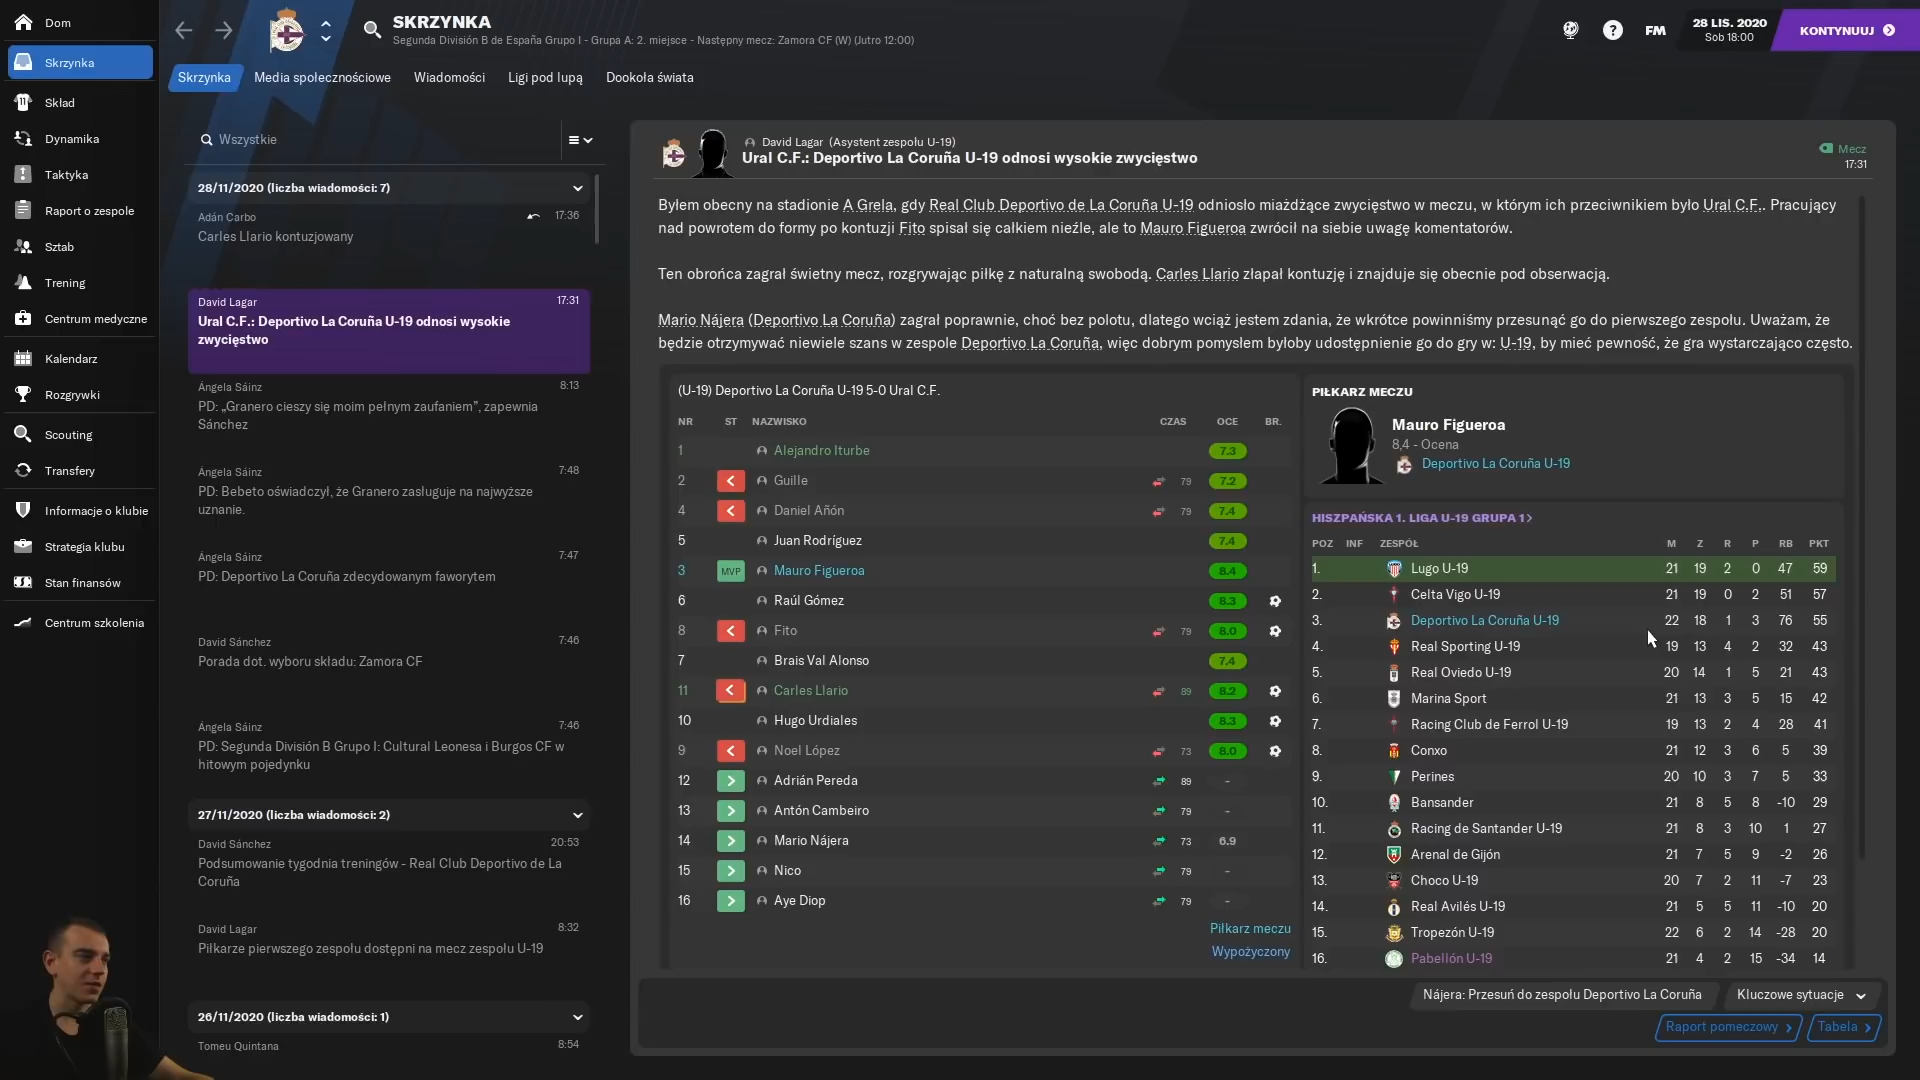 Dom
Skrzynka
Skład
Dynamika
Taktyka
Raport o zespole
Sztab
Trening
Centrum medyczne
Kalendarz
Rozgrywki
Scouting
Transfery
Informacje o klubie
Strategia klubu
Stan finansów
Centrum szkolenia
SKRZYNKA
Segunda División B de España Grupo I - Grupa A: 2. miejsce - Następny mecz: Zamora CF (W) (Jutro 12:00)
FM
28 LIS. 2020
Sob 18:00
KONTYNUUJ
Skrzynka Media społecznościowe Wiadomości Ligi pod lupą Dookoła świata
Wszystkie
28/11/2020 (liczba wiadomości: 7)
Adán Carbo 17:36
Carles Llario kontuzjowany
David Lagar 17:31
Ural C.F.: Deportivo La Coruña U-19 odnosi wysokie
zwycięstwo
Ángela Sáinz 8:13
PD: „Granero cieszy się moim pełnym zaufaniem”, zapewnia
Sánchez
Ángela Sáinz 7:48
PD: Bebeto oświadczył, że Granero zasługuje na najwyższe
uznanie.
Ángela Sáinz 7:47
PD: Deportivo La Coruña zdecydowanym faworytem
David Sánchez 7:46
Porada dot. wyboru składu: Zamora CF
Ángela Sáinz 7:46
PD: Segunda División B Grupo I: Cultural Leonesa i Burgos CF w
hitowym pojedynku
27/11/2020 (liczba wiadomości: 2)
David Sánchez 20:53
Podsumowanie tygodnia treningów - Real Club Deportivo de La
Coruña
David Lagar 8:32
Piłkarze pierwszego zespołu dostępni na mecz zespołu U-19
26/11/2020 (liczba wiadomości: 1)
Tomeu Quintana 8:54
David Lagar (Asystent zespołu U-19)
Ural C.F.: Deportivo La Coruña U-19 odnosi wysokie zwycięstwo
Mecz
17:31
Byłem obecny na stadionie A Grela, gdy Real Club Deportivo de La Coruña U-19 odniosło miażdżące zwycięstwo w meczu, w którym ich przeciwnikiem było Ural C.F.. Pracujący
nad powrotem do formy po kontuzji Fito spisał się całkiem nieźle, ale to Mauro Figueroa zwrócił na siebie uwagę komentatorów.
Ten obrońca zagrał świetny mecz, rozgrywając piłkę z naturalną swobodą. Carles Llario złapał kontuzję i znajduje się obecnie pod obserwacją.
Mario Nájera (Deportivo La Coruña) zagrał poprawnie, choć bez polotu, dlatego wciąż jestem zdania, że wkrótce powinniśmy przesunąć go do pierwszego zespołu. Uważam, że
będzie otrzymywać niewiele szans w zespole Deportivo La Coruña, więc dobrym pomysłem byłoby udostępnienie go do gry w: U-19, by mieć pewność, że gra wystarczająco często.
(U-19) Deportivo La Coruña U-19 5-0 Ural C.F.
NR ST NAZWISKO CZAS OCE BR.
1 Alejandro Iturbe 7.3
2 Guille 79 7.2
4 Daniel Añón 79 7.4
5 Juan Rodríguez 7.4
3 MVP Mauro Figueroa 8.4
6 Raúl Gómez 8.3
8 Fito 79 8.0
7 Brais Val Alonso 7.4
11 Carles Llario 89 8.2
10 Hugo Urdiales 8.3
9 Noel López 73 8.0
12 Adrián Pereda 89 -
13 Antón Cambeiro 79 -
14 Mario Nájera 73 6.9
15 Nico 79 -
16 Aye Diop 79 -
Piłkarz meczu
Wypożyczony
PIŁKARZ MECZU
Mauro Figueroa
8,4 - Ocena
Deportivo La Coruña U-19
HISZPAŃSKA 1. LIGA U-19 GRUPA 1
POZ INF ZESPÓŁ M Z R P RB PKT
1. Lugo U-19 21 19 2 0 47 59
2. Celta Vigo U-19 21 19 0 2 51 57
3. Deportivo La Coruña U-19 22 18 1 3 76 55
4. Real Sporting U-19 19 13 4 2 32 43
5. Real Oviedo U-19 20 14 1 5 21 43
6. Marina Sport 21 13 3 5 15 42
7. Racing Club de Ferrol U-19 19 13 2 4 28 41
8. Conxo 21 12 3 6 5 39
9. Perines 20 10 3 7 5 33
10. Bansander 21 8 5 8 -10 29
11. Racing de Santander U-19 21 8 3 10 1 27
12. Arenal de Gijón 21 7 5 9 -2 26
13. Choco U-19 20 7 2 11 -7 23
14. Real Avilés U-19 21 5 5 11 -10 20
15. Tropezón U-19 22 6 2 14 -28 20
16. Pabellón U-19 21 4 2 15 -34 14
Nájera: Przesuń do zespołu Deportivo La Coruña
Kluczowe sytuacje
Raport pomeczowy
Tabela